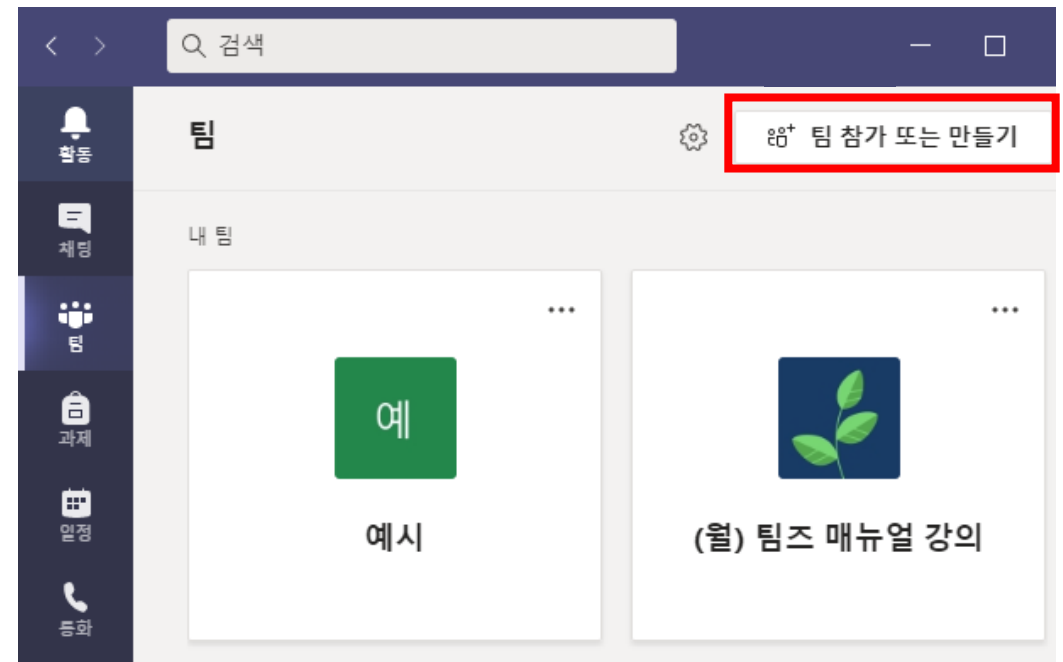 검색
활동
팀
팀 참가 또는 만들기
채팅
내 팀
팀
예
과제
예시
(월) 팀즈 매뉴얼 강의
일정
통화